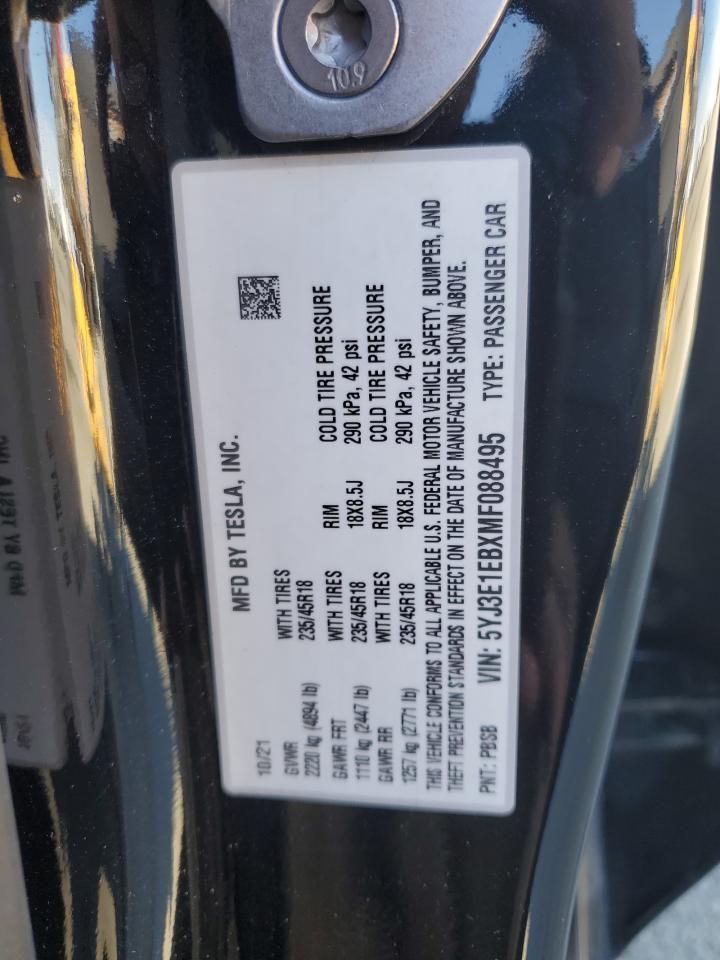 10.9
MFD BY TESLA, INC.
10/21
GVWR WITH TIRES RIM COLD TIRE PRESSURE
2220 kg (4894 lb) 235/45R18 18X8.5J 290 kPa, 42 psi
GAWR FRT WITH TIRES RIM COLD TIRE PRESSURE
1110 kg (2447 lb) 235/45R18 18X8.5J 290 kPa, 42 psi
GAWR RR WITH TIRES
1257 kg (2771 lb) 235/45R18
THIS VEHICLE CONFORMS TO ALL APPLICABLE U.S. FEDERAL MOTOR VEHICLE SAFETY, BUMPER, AND
THEFT PREVENTION STANDARDS IN EFFECT ON THE DATE OF MANUFACTURE SHOWN ABOVE.
PNT: PBSB VIN: 5YJ3E1EBXMF088495 TYPE: PASSENGER CAR